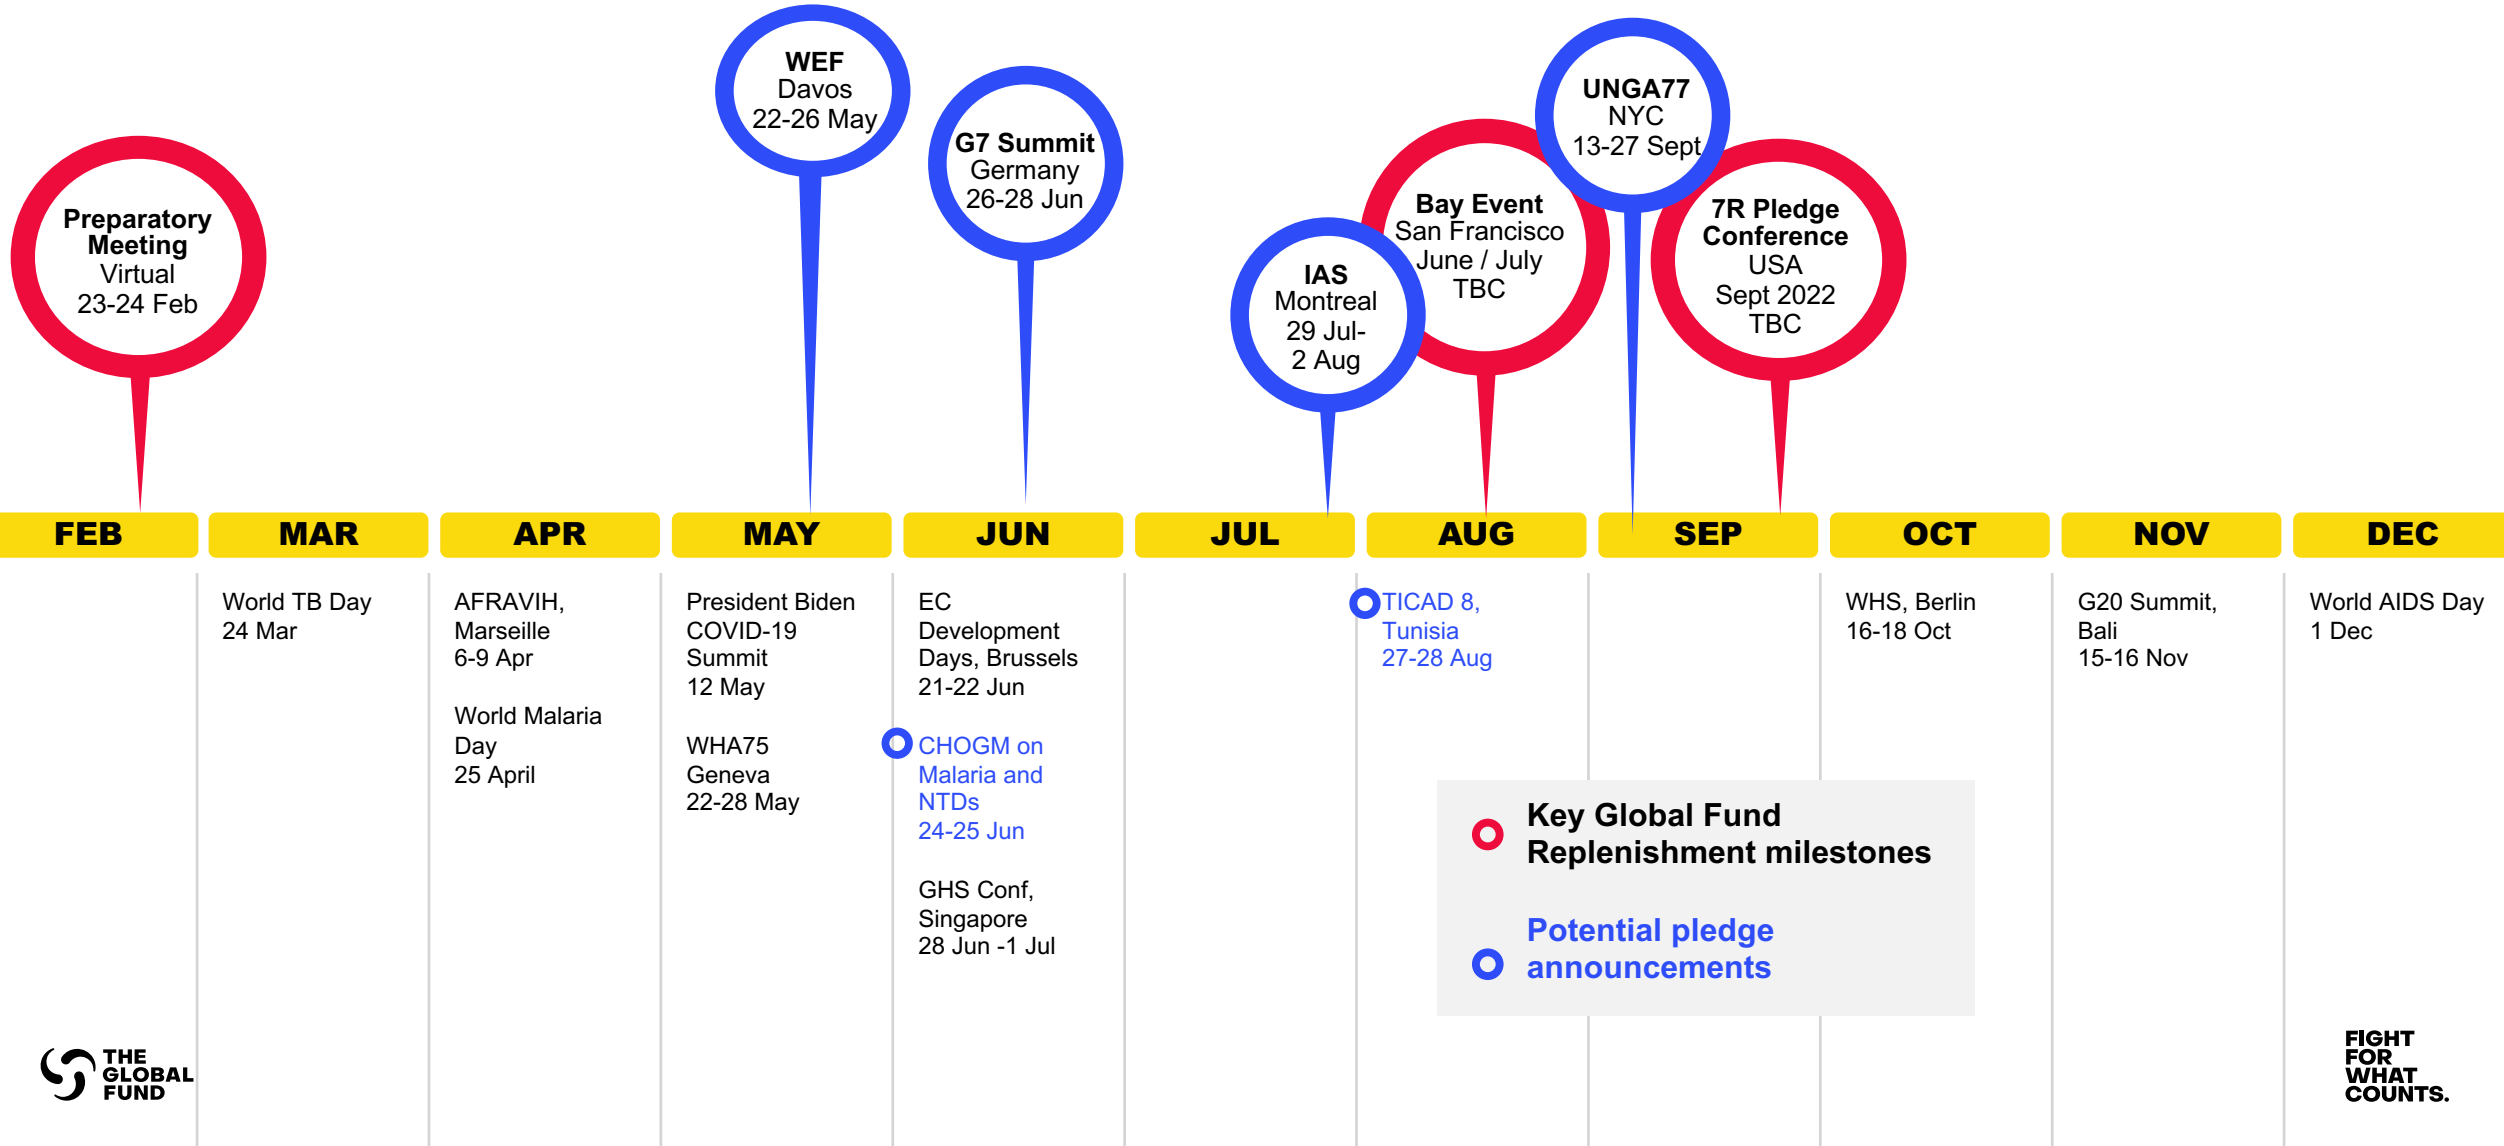 WEF
Davos
22-26 May
G7 Summit
Germany
26-28 Jun
UNGA77
NYC
13-27 Sept
Preparatory
Meeting
Virtual
23-24 Feb
IAS
Montreal
29 Jul-
2 Aug
Bay Event
San Francisco
June / July
TBC
7R Pledge
Conference
USA
Sept 2022
TBC
FEB
MAR
APR
MAY
JUN
JUL
AUG
SEP
OCT
NOV
DEC
World TB Day
24 Mar
AFRAVIH,
Marseille
6-9 Apr
World Malaria
Day
25 April
President Biden
COVID-19
Summit
12 May
WHA75
Geneva
22-28 May
EC
Development
Days, Brussels
21-22 Jun
CHOGM on
Malaria and
NTDs
24-25 Jun
GHS Conf,
Singapore
28 Jun -1 Jul
TICAD 8,
Tunisia
27-28 Aug
WHS, Berlin
16-18 Oct
G20 Summit,
Bali
15-16 Nov
World AIDS Day
1 Dec
Key Global Fund
Replenishment milestones
Potential pledge
announcements
THE
GLOBAL
FUND
FIGHT
FOR
WHAT
COUNTS.